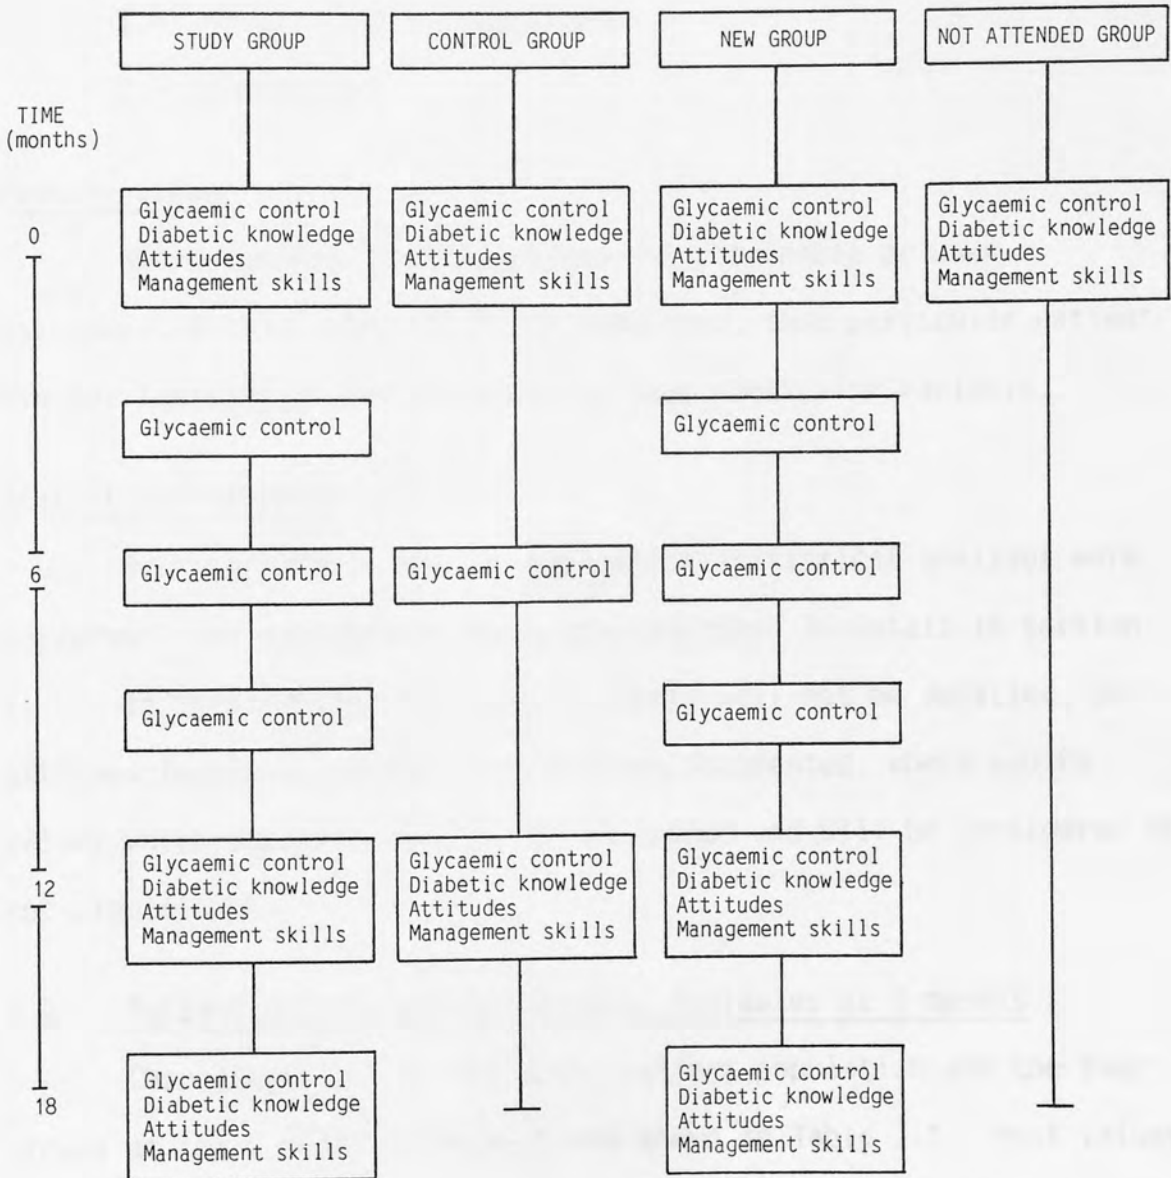 STUDY GROUP
CONTROL GROUP
NEW GROUP
NOT ATTENDED GROUP
TIME
(months)
0
Glycaemic control
Diabetic knowledge
Attitudes
Management skills
Glycaemic control
Diabetic knowledge
Attitudes
Management skills
Glycaemic control
Diabetic knowledge
Attitudes
Management skills
Glycaemic control
Diabetic knowledge
Attitudes
Management skills
Glycaemic control
Glycaemic control
6
Glycaemic control
Glycaemic control
Glycaemic control
Glycaemic control
Glycaemic control
12
Glycaemic control
Diabetic knowledge
Attitudes
Management skills
Glycaemic control
Diabetic knowledge
Attitudes
Management skills
Glycaemic control
Diabetic knowledge
Attitudes
Management skills
18
Glycaemic control
Diabetic knowledge
Attitudes
Management skills
Glycaemic control
Diabetic knowledge
Attitudes
Management skills